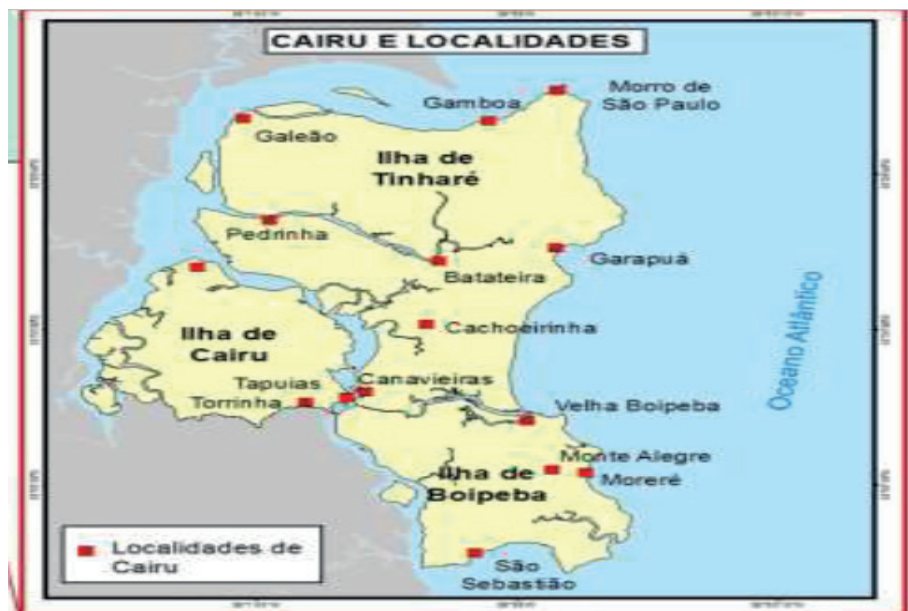 CAIRU E LOCALIDADES
Morro de
São Paulo
Gamboa
Galeão
Ilha de
Tinharé
Pedrinha
Batateira
Garapuá
Cachoeirinha
Ilha de
Cairu
Oceano Atlântico
Tapuias
Canavieiras
Torrinha
Velha Boipeba
Monte Alegre
Ilha de
Boipeba
Moreré
Localidades de
Cairu
São
Sebastião